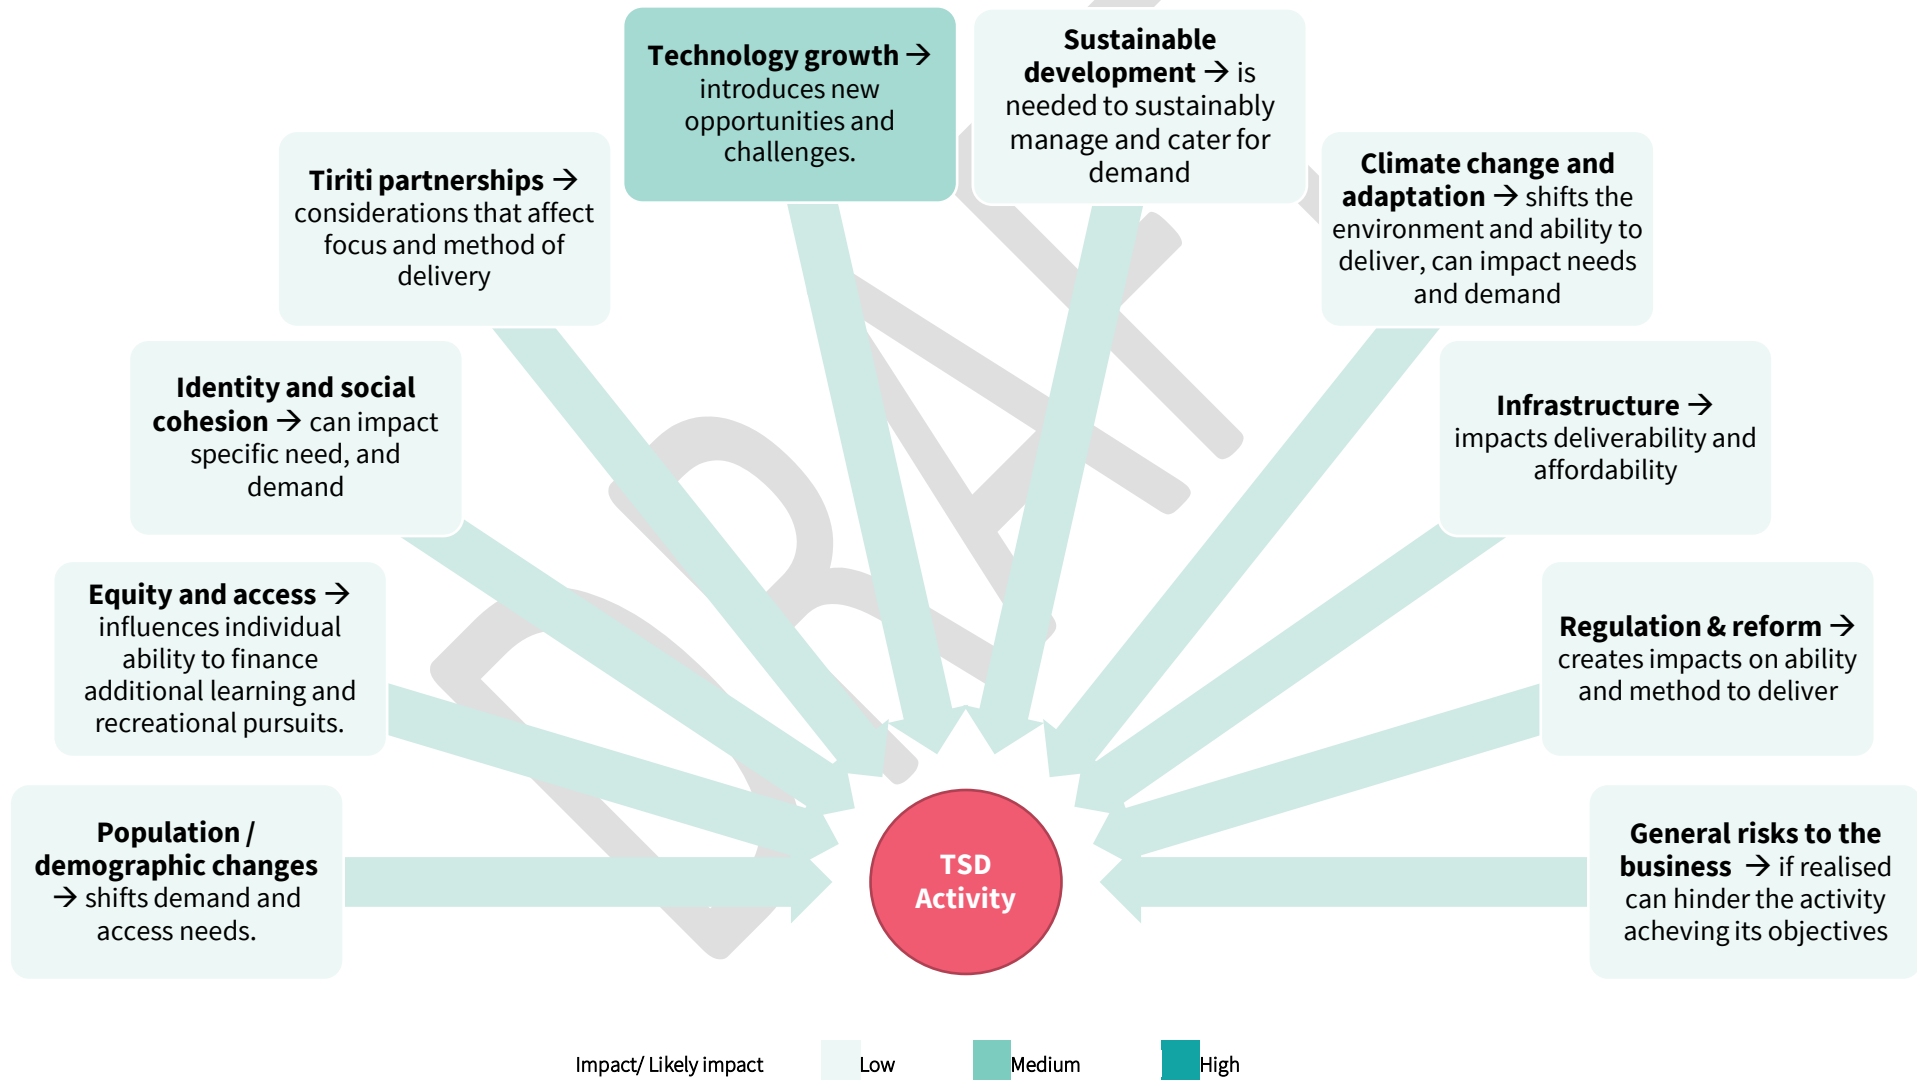 Technology growth →
introduces new
opportunities and
challenges.
Sustainable
development → is
needed to sustainably
manage and cater for
demand
Tiriti partnerships →
considerations that affect
focus and method of
delivery
Climate change and
adaptation → shifts the
environment and ability to
deliver, can impact needs
and demand
Identity and social
cohesion → can impact
specific need, and
demand
Infrastructure →
impacts deliverability and
affordability
Equity and access →
influences individual
ability to finance
additional learning and
recreational pursuits.
Regulation & reform →
creates impacts on ability
and method to deliver
Population /
demographic changes
→ shifts demand and
access needs.
General risks to the
business → if realised
can hinder the activity
acheving its objectives
TSD
Activity
Impact/ Likely impact
Low
Medium
High
DRAFT